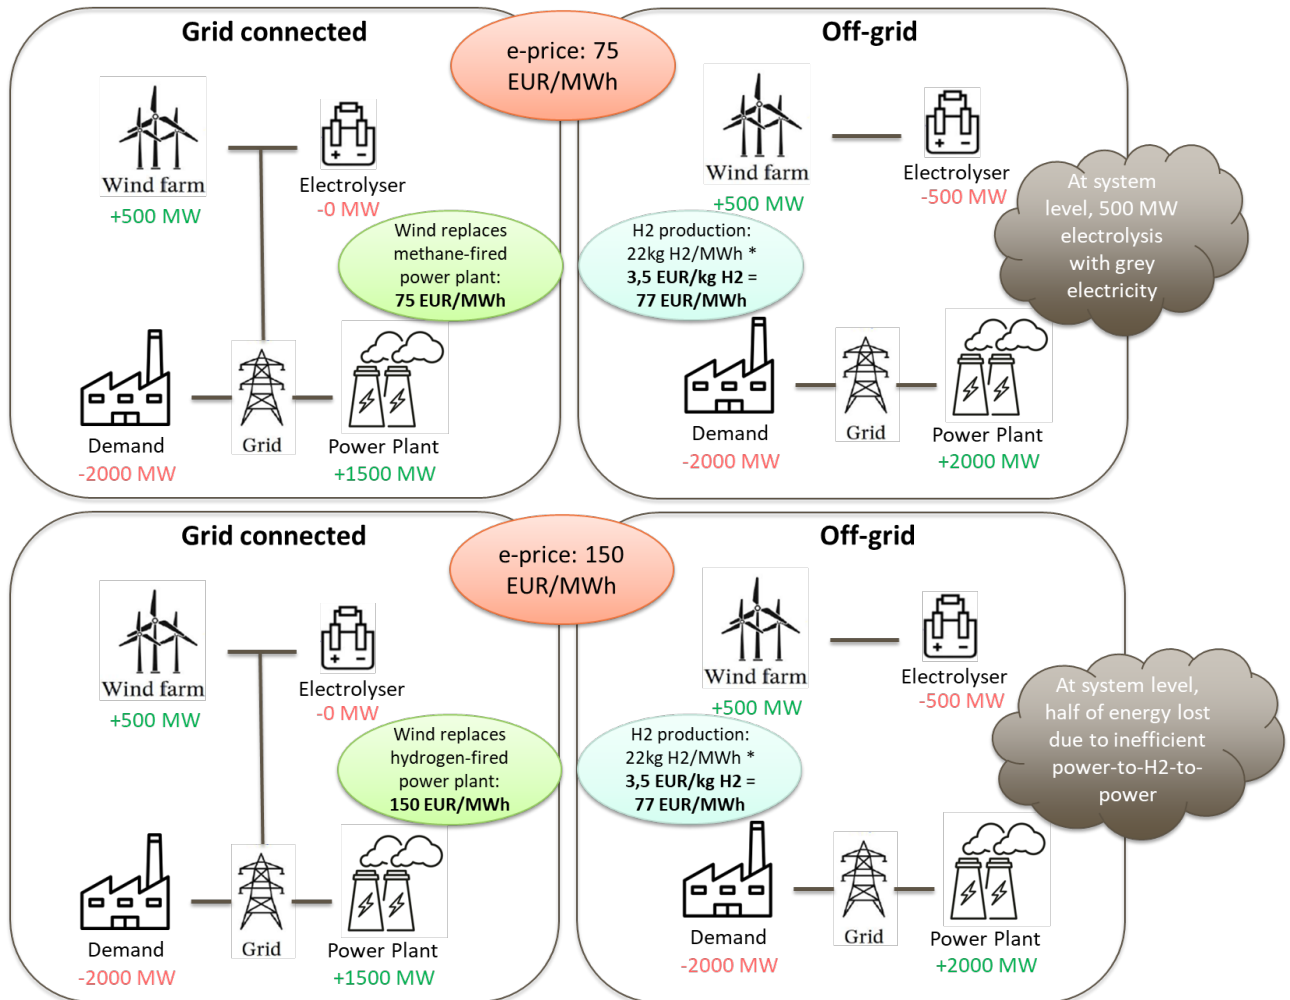 Grid connected
e-price: 75
EUR/MWh
Off-grid
Wind farm
+500 MW
Electrolyser
-0 MW
Wind replaces
methane-fired
power plant:
75 EUR/MWh
Demand
-2000 MW
Grid
Power Plant
+1500 MW
Wind farm
+500 MW
Electrolyser
-500 MW
At system
level, 500 MW
electrolysis
with grey
electricity
H2 production:
22kg H2/MWh *
3,5 EUR/kg H2 =
77 EUR/MWh
Demand
-2000 MW
Grid
Power Plant
+2000 MW
Grid connected
e-price: 150
EUR/MWh
Off-grid
Wind farm
+500 MW
Electrolyser
-0 MW
Wind replaces
hydrogen-fired
power plant:
150 EUR/MWh
Demand
-2000 MW
Grid
Power Plant
+1500 MW
Wind farm
+500 MW
Electrolyser
-500 MW
At system level,
half of energy lost
due to inefficient
power-to-H2-to-
power
H2 production:
22kg H2/MWh *
3,5 EUR/kg H2 =
77 EUR/MWh
Demand
-2000 MW
Grid
Power Plant
+2000 MW